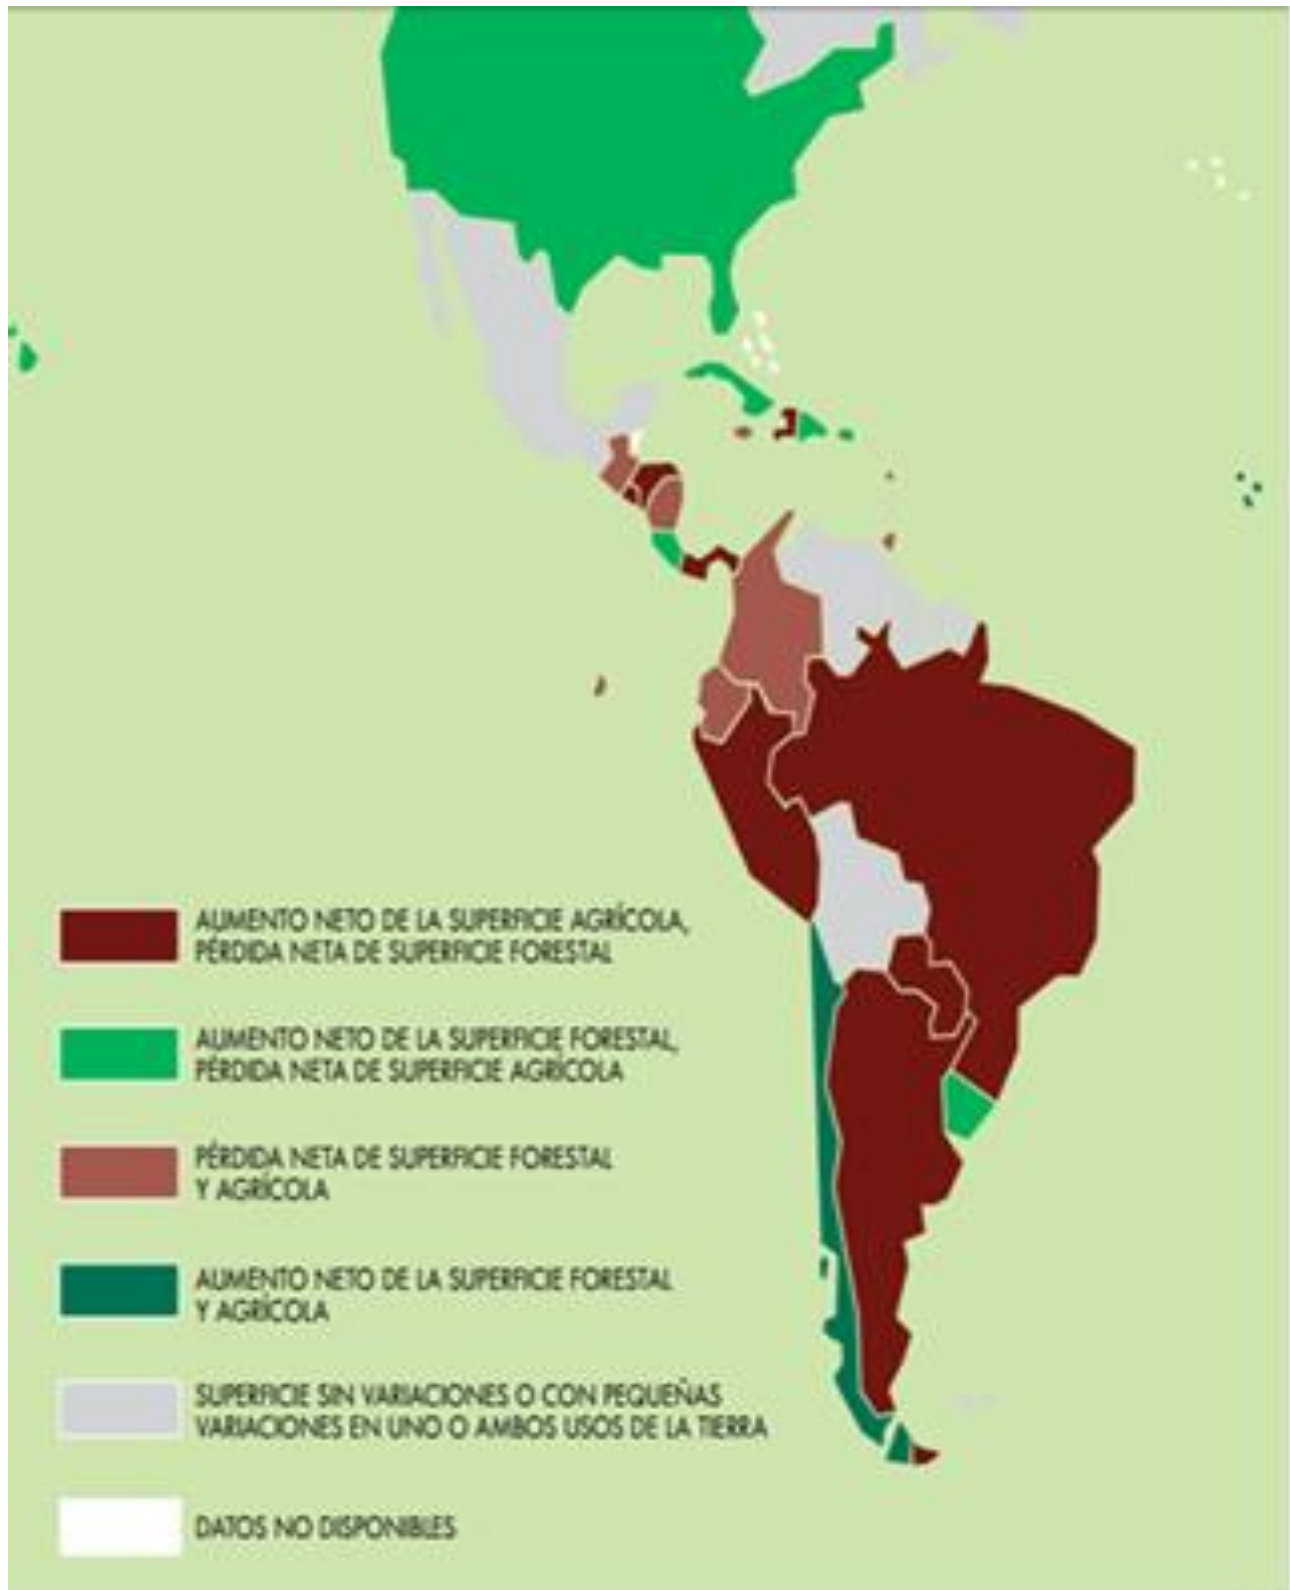 AUMENTO NETO DE LA SUPERFICIE AGRÍCOLA,
PÉRDIDA NETA DE SUPERFICIE FORESTAL
AUMENTO NETO DE LA SUPERFICIE FORESTAL,
PÉRDIDA NETA DE SUPERFICIE AGRÍCOLA
PÉRDIDA NETA DE SUPERFICIE FORESTAL
Y AGRÍCOLA
AUMENTO NETO DE LA SUPERFICIE FORESTAL
Y AGRÍCOLA
SUPERFICIE SIN VARIACIONES O CON PEQUEÑAS
VARIACIONES EN UNO O AMBOS USOS DE LA TIERRA
DATOS NO DISPONIBLES